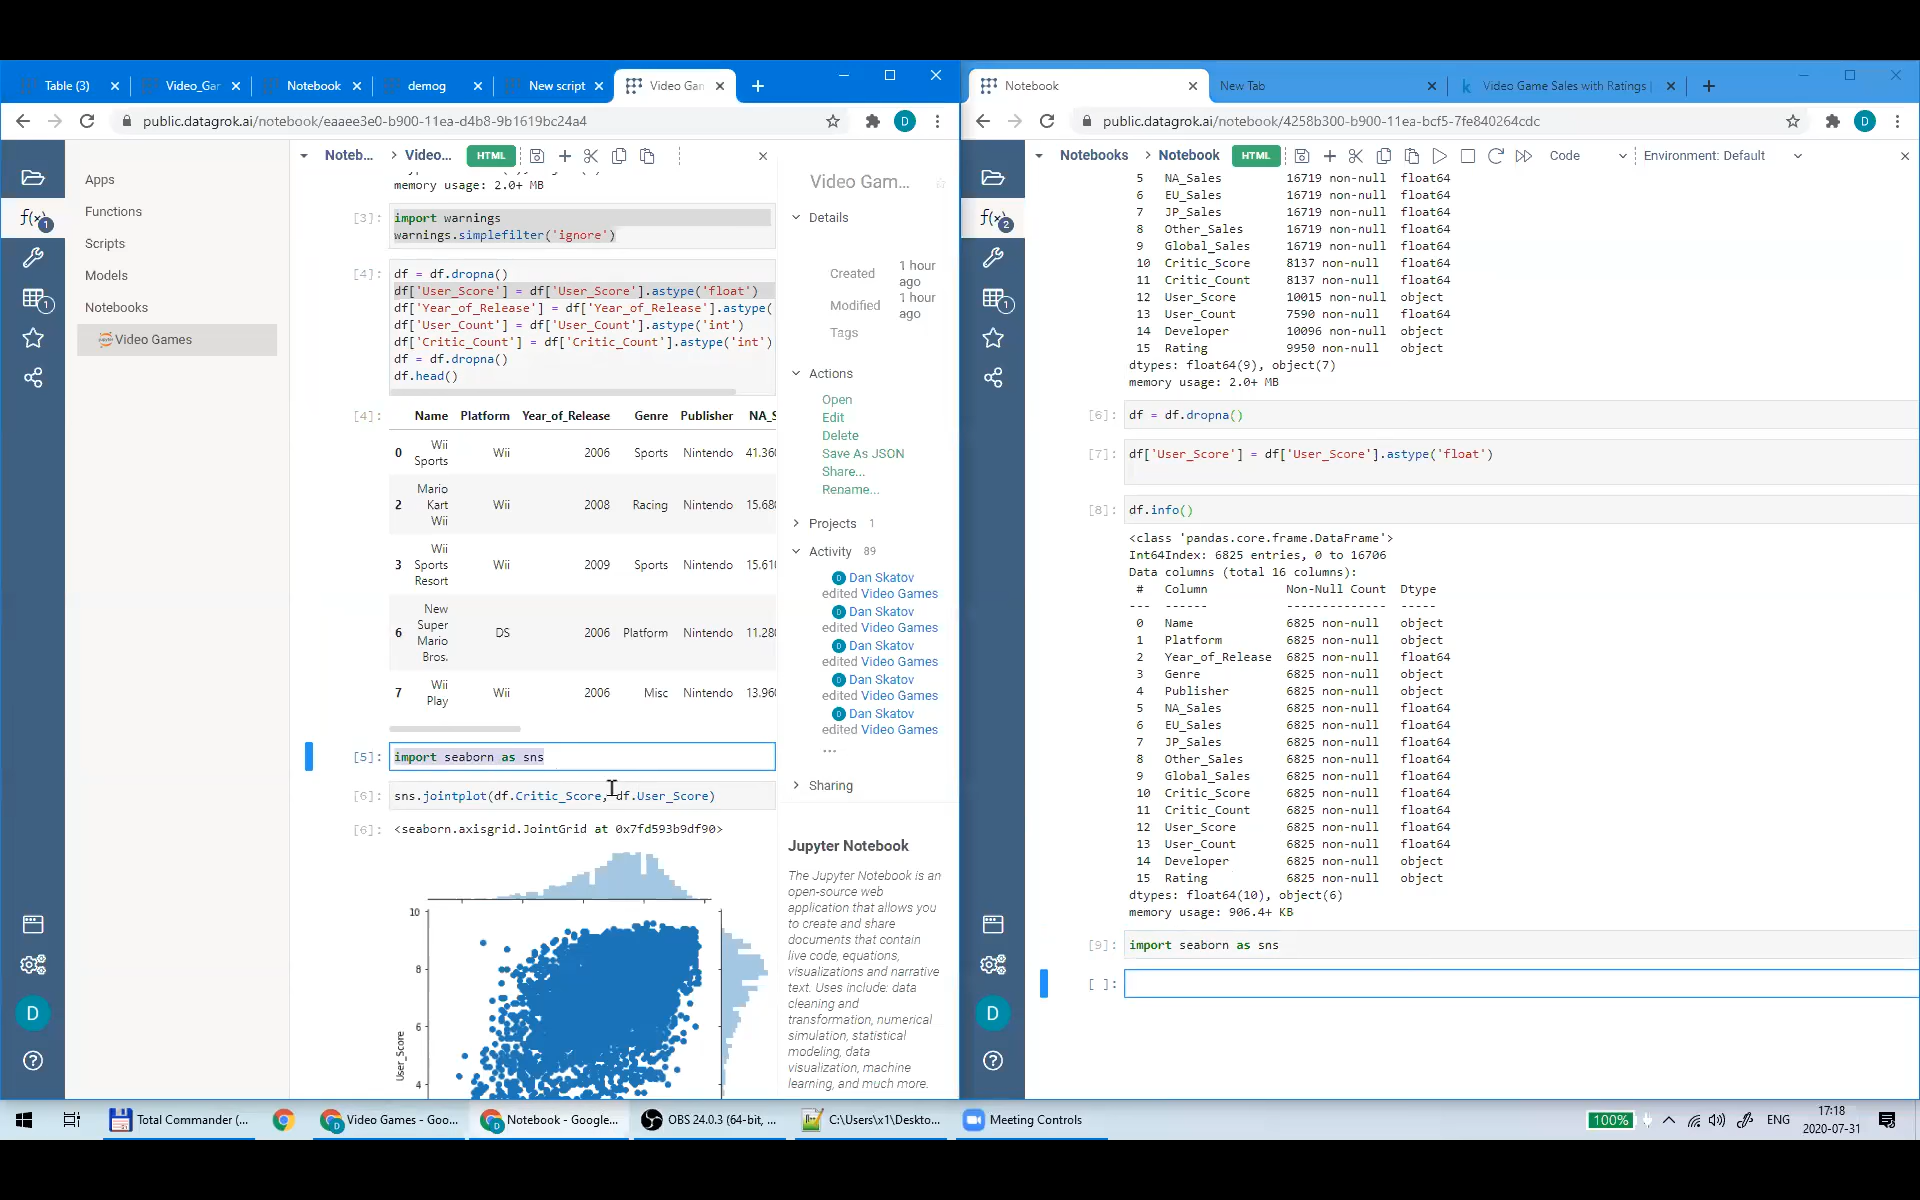 Table (3)
Video_Gar
Notebook
demog
New script
Video Gan
public.datagrok.ai/notebook/eaaee3e0-b900-11ea-d4b8-9b1619bc24a4
D
1
Apps
Functions
Scripts
Models
Notebooks
Video Games
Noteb... > Video... HTML
memory usage: 2.0+ MB
[3]: import warnings
warnings.simplefilter('ignore')
[4]: df = df.dropna()
df['User_Score'] = df['User_Score'].astype('float')
df['Year_of_Release'] = df['Year_of_Release'].astype(
df['User_Count'] = df['User_Count'].astype('int')
df['Critic_Count'] = df['Critic_Count'].astype('int')
df = df.dropna()
df.head()
[4]: Name Platform Year_of_Release Genre Publisher NA_S
0 Wii Sports Wii 2006 Sports Nintendo 41.360
2 Mario Kart Wii Wii 2008 Racing Nintendo 15.680
3 Wii Sports Resort Wii 2009 Sports Nintendo 15.610
6 New Super Mario Bros. DS 2006 Platform Nintendo 11.280
7 Wii Play Wii 2006 Misc Nintendo 13.960
[5]: import seaborn as sns
[6]: sns.jointplot(df.Critic_Score, df.User_Score)
[6]: <seaborn.axisgrid.JointGrid at 0x7fd593b9df90>
10
8
6
4
User_Score
Video Gam...
Details
Created 1 hour ago
Modified 1 hour ago
Tags
Actions
Open
Edit
Delete
Save As JSON
Share...
Rename...
Projects 1
Activity 89
D Dan Skatov
edited Video Games
D Dan Skatov
edited Video Games
D Dan Skatov
edited Video Games
D Dan Skatov
edited Video Games
D Dan Skatov
edited Video Games
...
Sharing
Jupyter Notebook
The Jupyter Notebook is an
open-source web
application that allows you
to create and share
documents that contain
live code, equations,
visualizations and narrative
text. Uses include: data
cleaning and
transformation, numerical
simulation, statistical
modeling, data
visualization, machine
learning, and much more.
1
D
Notebook
New Tab
Video Game Sales with Ratings
public.datagrok.ai/notebook/4258b300-b900-11ea-bcf5-7fe840264cdc
D
Notebooks > Notebook HTML Code Environment: Default
2
1
5 NA_Sales 16719 non-null float64
6 EU_Sales 16719 non-null float64
7 JP_Sales 16719 non-null float64
8 Other_Sales 16719 non-null float64
9 Global_Sales 16719 non-null float64
10 Critic_Score 8137 non-null float64
11 Critic_Count 8137 non-null float64
12 User_Score 10015 non-null object
13 User_Count 7590 non-null float64
14 Developer 10096 non-null object
15 Rating 9950 non-null object
dtypes: float64(9), object(7)
memory usage: 2.0+ MB
[6]: df = df.dropna()
[7]: df['User_Score'] = df['User_Score'].astype('float')
[8]: df.info()
<class 'pandas.core.frame.DataFrame'>
Int64Index: 6825 entries, 0 to 16706
Data columns (total 16 columns):
# Column Non-Null Count Dtype
--- ------ -------------- -----
0 Name 6825 non-null object
1 Platform 6825 non-null object
2 Year_of_Release 6825 non-null float64
3 Genre 6825 non-null object
4 Publisher 6825 non-null object
5 NA_Sales 6825 non-null float64
6 EU_Sales 6825 non-null float64
7 JP_Sales 6825 non-null float64
8 Other_Sales 6825 non-null float64
9 Global_Sales 6825 non-null float64
10 Critic_Score 6825 non-null float64
11 Critic_Count 6825 non-null float64
12 User_Score 6825 non-null float64
13 User_Count 6825 non-null float64
14 Developer 6825 non-null object
15 Rating 6825 non-null object
dtypes: float64(10), object(6)
memory usage: 906.4+ KB
[9]: import seaborn as sns
[ ]:
D
Total Commander (...
Video Games - Goo...
Notebook - Google...
OBS 24.0.3 (64-bit, ...
C:\Users\x1\Deskto...
Meeting Controls
100%
ENG
17:18
2020-07-31